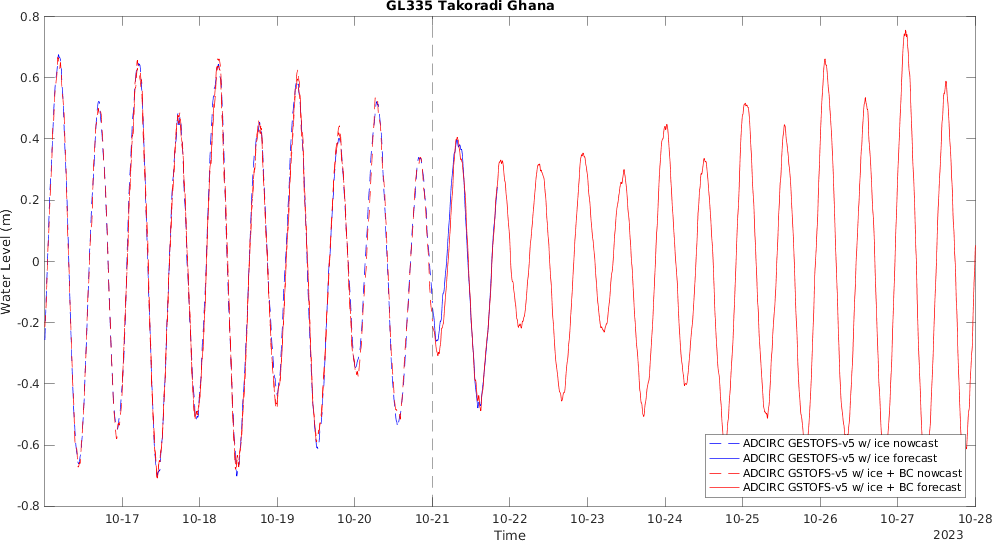 GL335 Takoradi Ghana
0.8
0.6
0.4
0.2
0
-0.2
-0.4
-0.6
-0.8
Water Level (m)
10-17 10-18 10-19 10-20 10-21 10-22 10-23 10-24 10-25 10-26 10-27 10-28
Time
2023
ADCIRC GESTOFS-v5 w/ ice nowcast
ADCIRC GESTOFS-v5 w/ ice forecast
ADCIRC GSTOFS-v5 w/ ice + BC nowcast
ADCIRC GSTOFS-v5 w/ ice + BC forecast